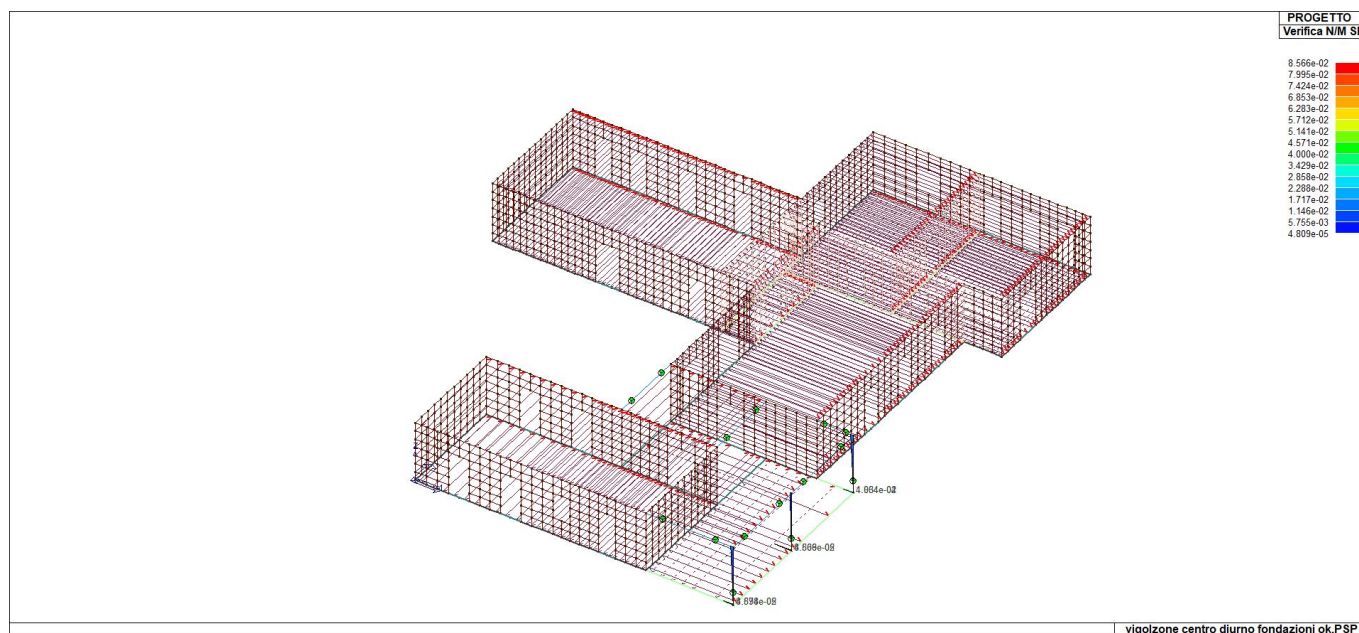 PROGETTO
Verifica N/M Sl
8.566e-02
7.995e-02
7.424e-02
6.853e-02
6.283e-02
5.712e-02
5.141e-02
4.571e-02
4.000e-02
3.429e-02
2.858e-02
2.288e-02
1.717e-02
1.146e-02
5.755e-03
4.809e-05
vigolzone centro diurno fondazioni ok.PSP